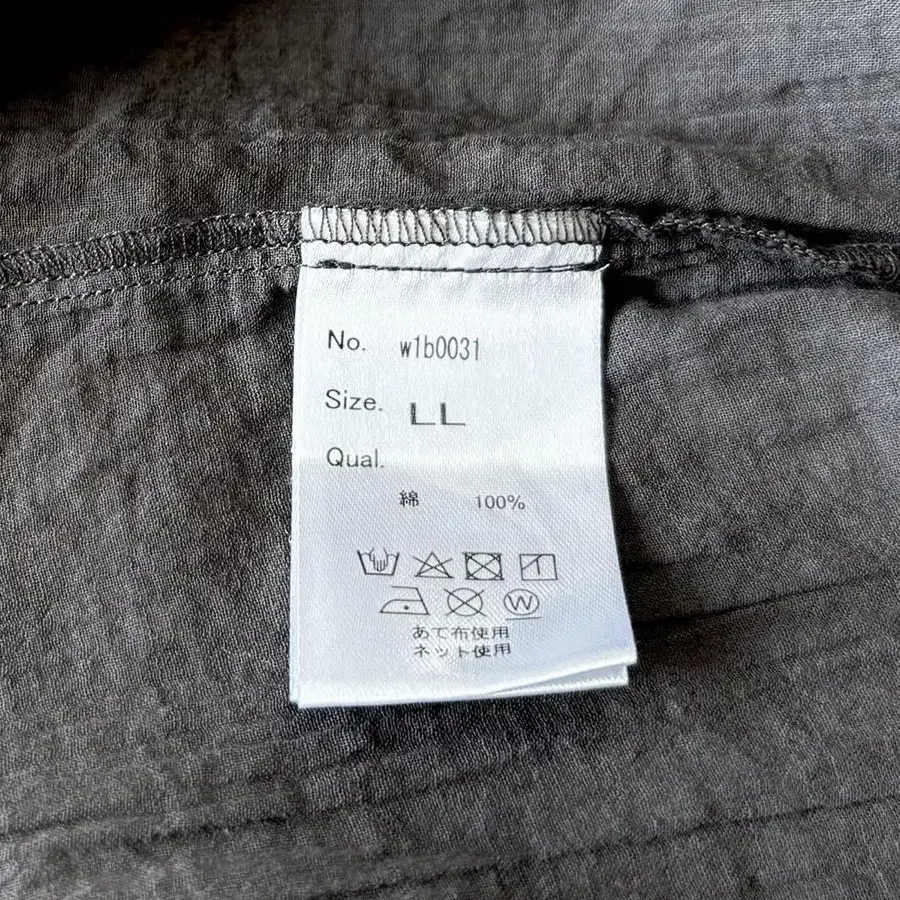 No. w1b0031
Size. LL
Qual.
綿 100%
W
あて布使用
ネット使用